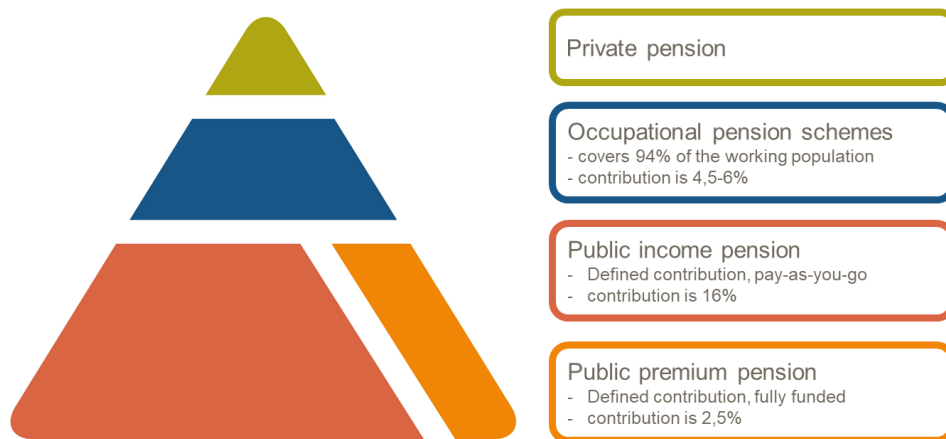 Private pension
Occupational pension schemes
- covers 94% of the working population
- contribution is 4,5-6%
Public income pension
- Defined contribution, pay-as-you-go
- contribution is 16%
Public premium pension
- Defined contribution, fully funded
- contribution is 2,5%